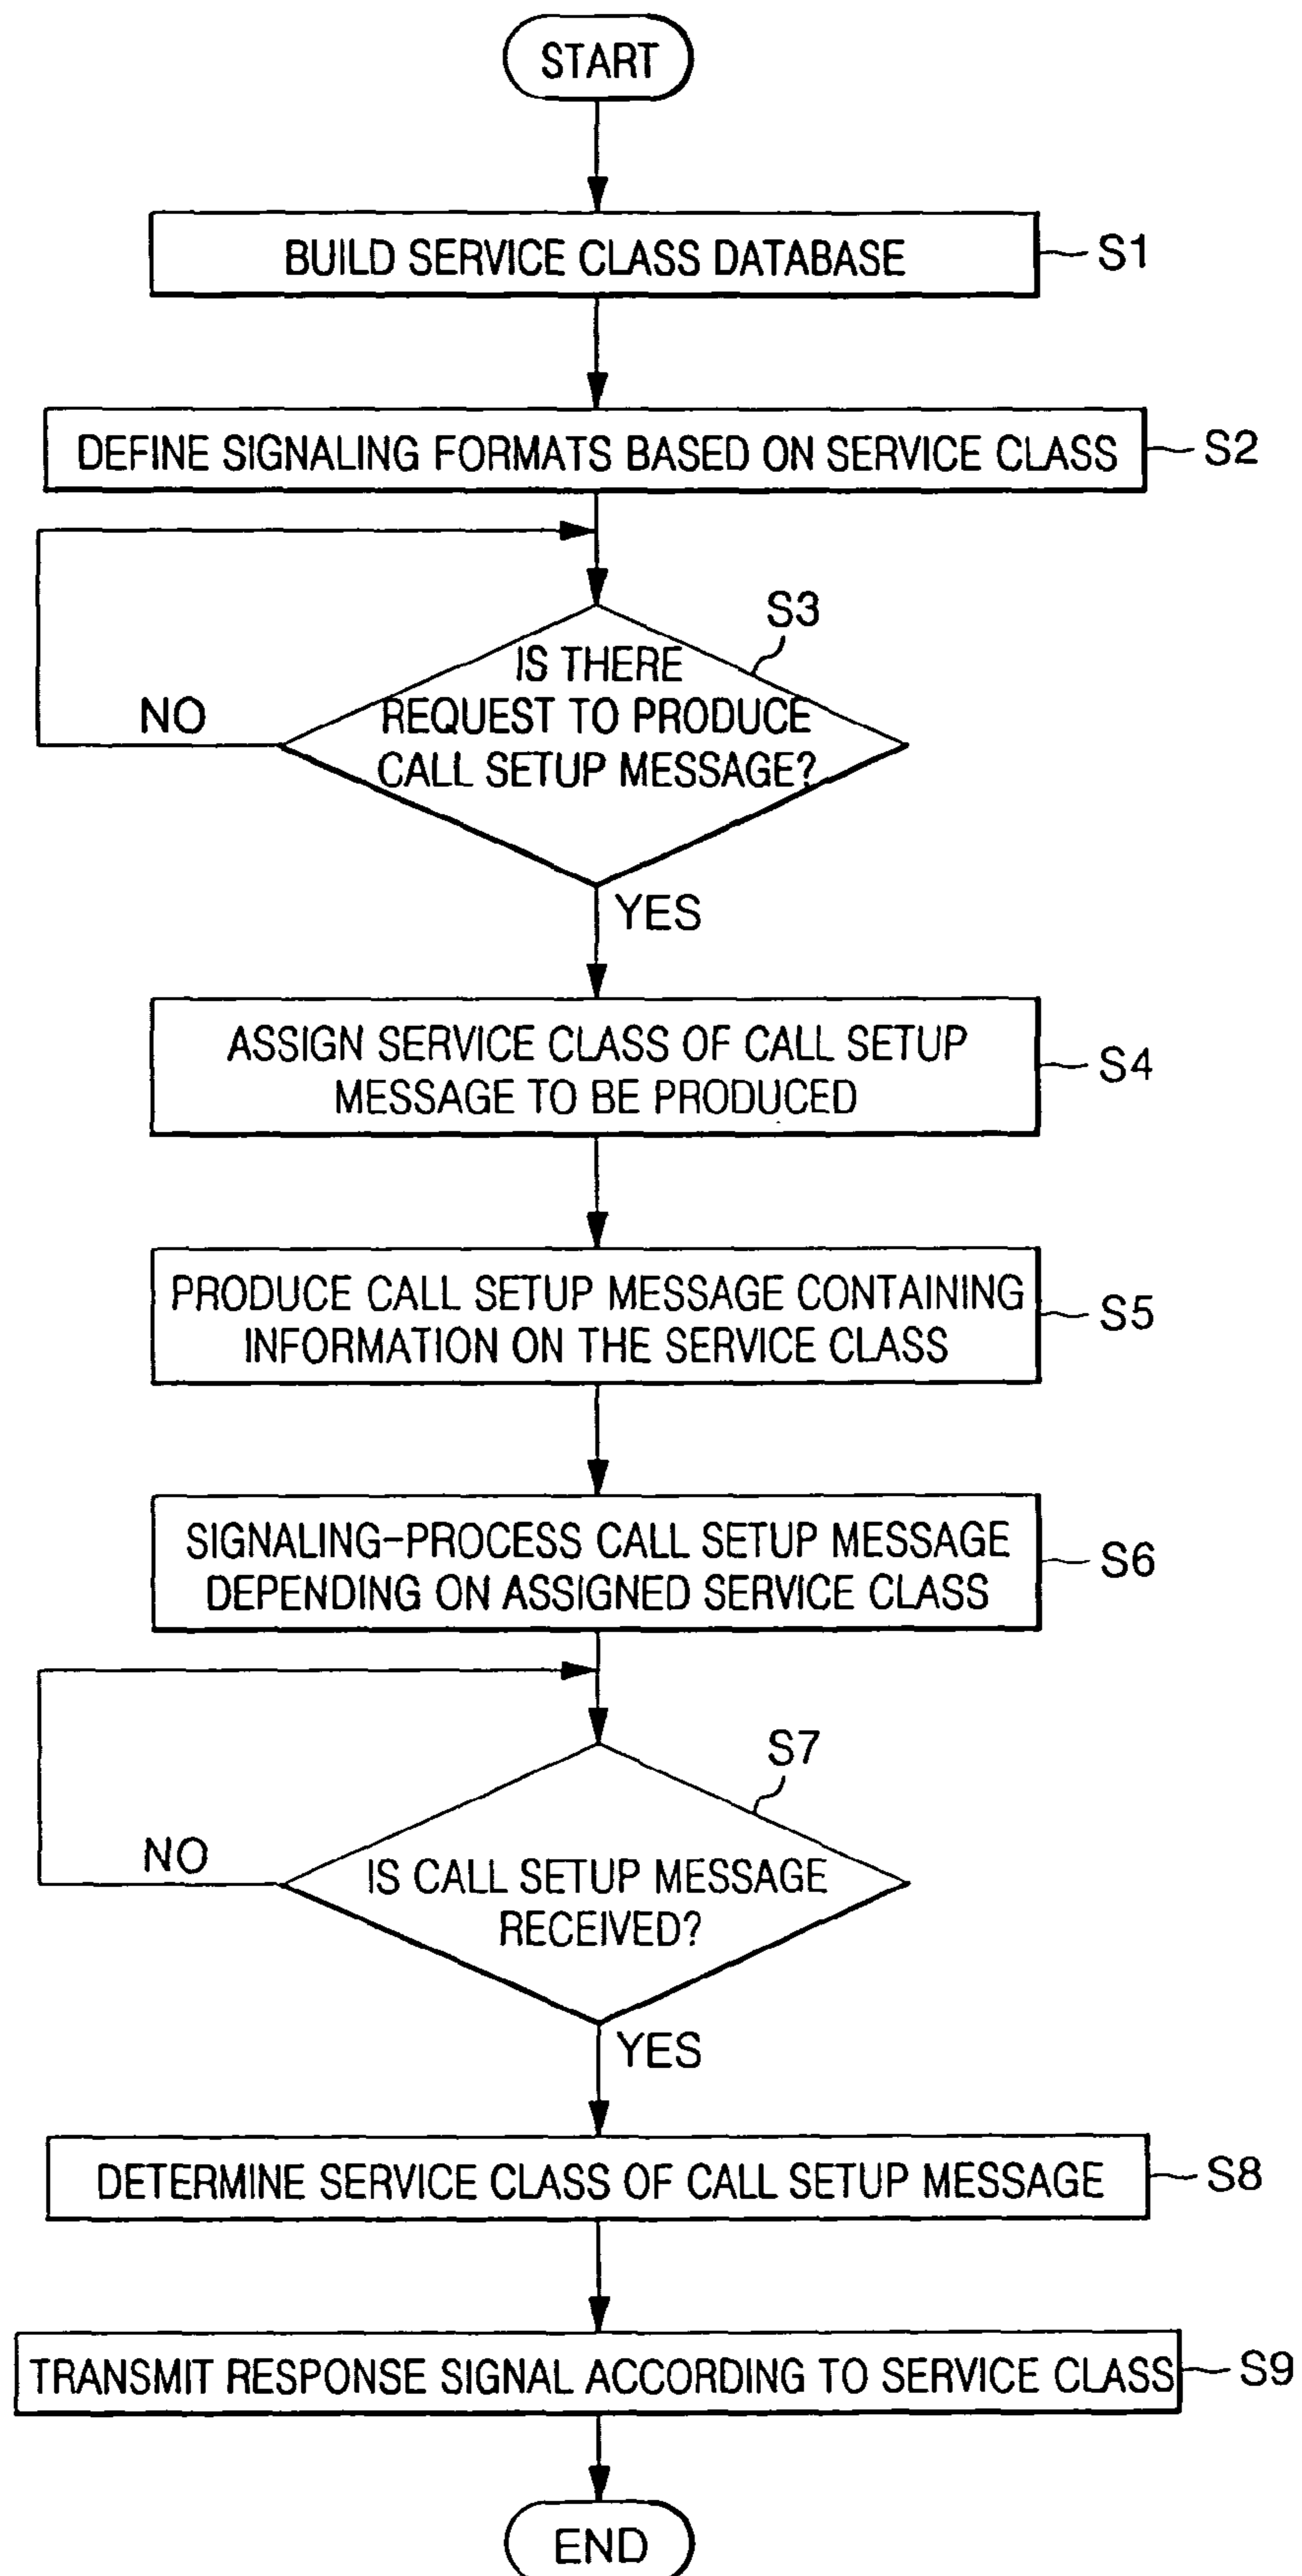 START
BUILD SERVICE CLASS DATABASE
S1
DEFINE SIGNALING FORMATS BASED ON SERVICE CLASS
S2
S3
IS THERE
REQUEST TO PRODUCE
CALL SETUP MESSAGE?
NO
YES
ASSIGN SERVICE CLASS OF CALL SETUP
MESSAGE TO BE PRODUCED
S4
PRODUCE CALL SETUP MESSAGE CONTAINING
INFORMATION ON THE SERVICE CLASS
S5
SIGNALING-PROCESS CALL SETUP MESSAGE
DEPENDING ON ASSIGNED SERVICE CLASS
S6
S7
NO
IS CALL SETUP MESSAGE
RECEIVED?
YES
DETERMINE SERVICE CLASS OF CALL SETUP MESSAGE
S8
TRANSMIT RESPONSE SIGNAL ACCORDING TO SERVICE CLASS
S9
END